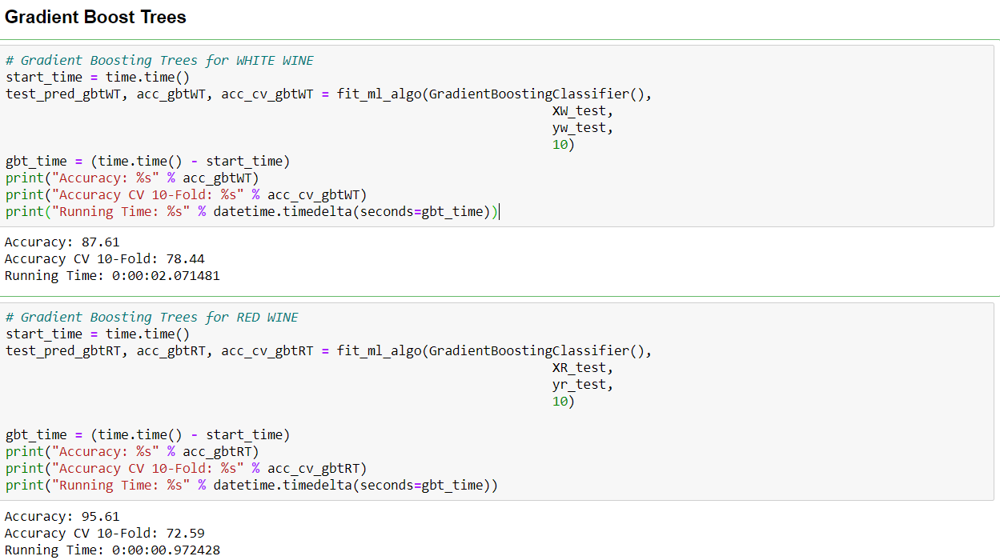 Gradient Boost Trees
# Gradient Boosting Trees for WHITE WINE
start_time = time.time()
test_pred_gbtWT, acc_gbtWT, acc_cv_gbtWT = fit_ml_algo(GradientBoostingClassifier(),
XW_test,
yw_test,
10)
gbt_time = (time.time() - start_time)
print("Accuracy: %s" % acc_gbtWT)
print("Accuracy CV 10-Fold: %s" % acc_cv_gbtWT)
print("Running Time: %s" % datetime.timedelta(seconds=gbt_time))
Accuracy: 87.61
Accuracy CV 10-Fold: 78.44
Running Time: 0:00:02.071481
# Gradient Boosting Trees for RED WINE
start_time = time.time()
test_pred_gbtRT, acc_gbtRT, acc_cv_gbtRT = fit_ml_algo(GradientBoostingClassifier(),
XR_test,
yr_test,
10)
gbt_time = (time.time() - start_time)
print("Accuracy: %s" % acc_gbtRT)
print("Accuracy CV 10-Fold: %s" % acc_cv_gbtRT)
print("Running Time: %s" % datetime.timedelta(seconds=gbt_time))
Accuracy: 95.61
Accuracy CV 10-Fold: 72.59
Running Time: 0:00:00.972428